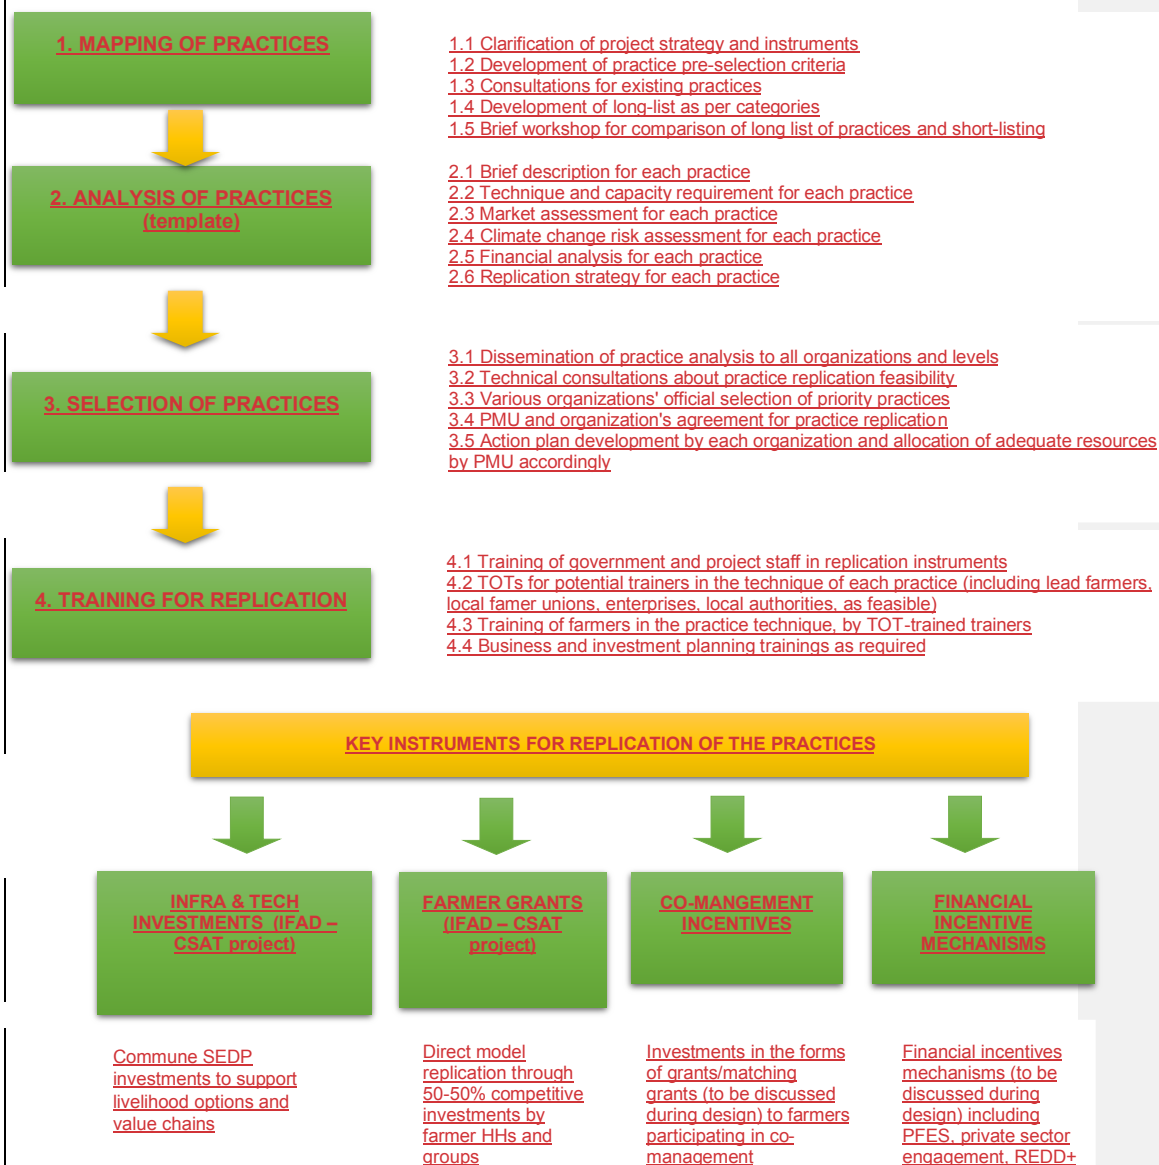 1. MAPPING OF PRACTICES
1.1 Clarification of project strategy and instruments
1.2 Development of practice pre-selection criteria
1.3 Consultations for existing practices
1.4 Development of long-list as per categories
1.5 Brief workshop for comparison of long list of practices and short-listing
2. ANALYSIS OF PRACTICES
(template)
2.1 Brief description for each practice
2.2 Technique and capacity requirement for each practice
2.3 Market assessment for each practice
2.4 Climate change risk assessment for each practice
2.5 Financial analysis for each practice
2.6 Replication strategy for each practice
3. SELECTION OF PRACTICES
3.1 Dissemination of practice analysis to all organizations and levels
3.2 Technical consultations about practice replication feasibility
3.3 Various organizations' official selection of priority practices
3.4 PMU and organization's agreement for practice replication
3.5 Action plan development by each organization and allocation of adequate resources
by PMU accordingly
4. TRAINING FOR REPLICATION
4.1 Training of government and project staff in replication instruments
4.2 TOTs for potential trainers in the technique of each practice (including lead farmers,
local famer unions, enterprises, local authorities, as feasible)
4.3 Training of farmers in the practice technique, by TOT-trained trainers
4.4 Business and investment planning trainings as required
KEY INSTRUMENTS FOR REPLICATION OF THE PRACTICES
INFRA & TECH
INVESTMENTS (IFAD –
CSAT project)
FARMER GRANTS
(IFAD – CSAT
project)
CO-MANGEMENT
INCENTIVES
FINANCIAL
INCENTIVE
MECHANISMS
Commune SEDP
investments to support
livelihood options and
value chains
Direct model
replication through
50-50% competitive
investments by
farmer HHs and
groups
Investments in the forms
of grants/matching
grants (to be discussed
during design) to farmers
participating in co-
management
Financial incentives
mechanisms (to be
discussed during
design) including
PFES, private sector
engagement, REDD+